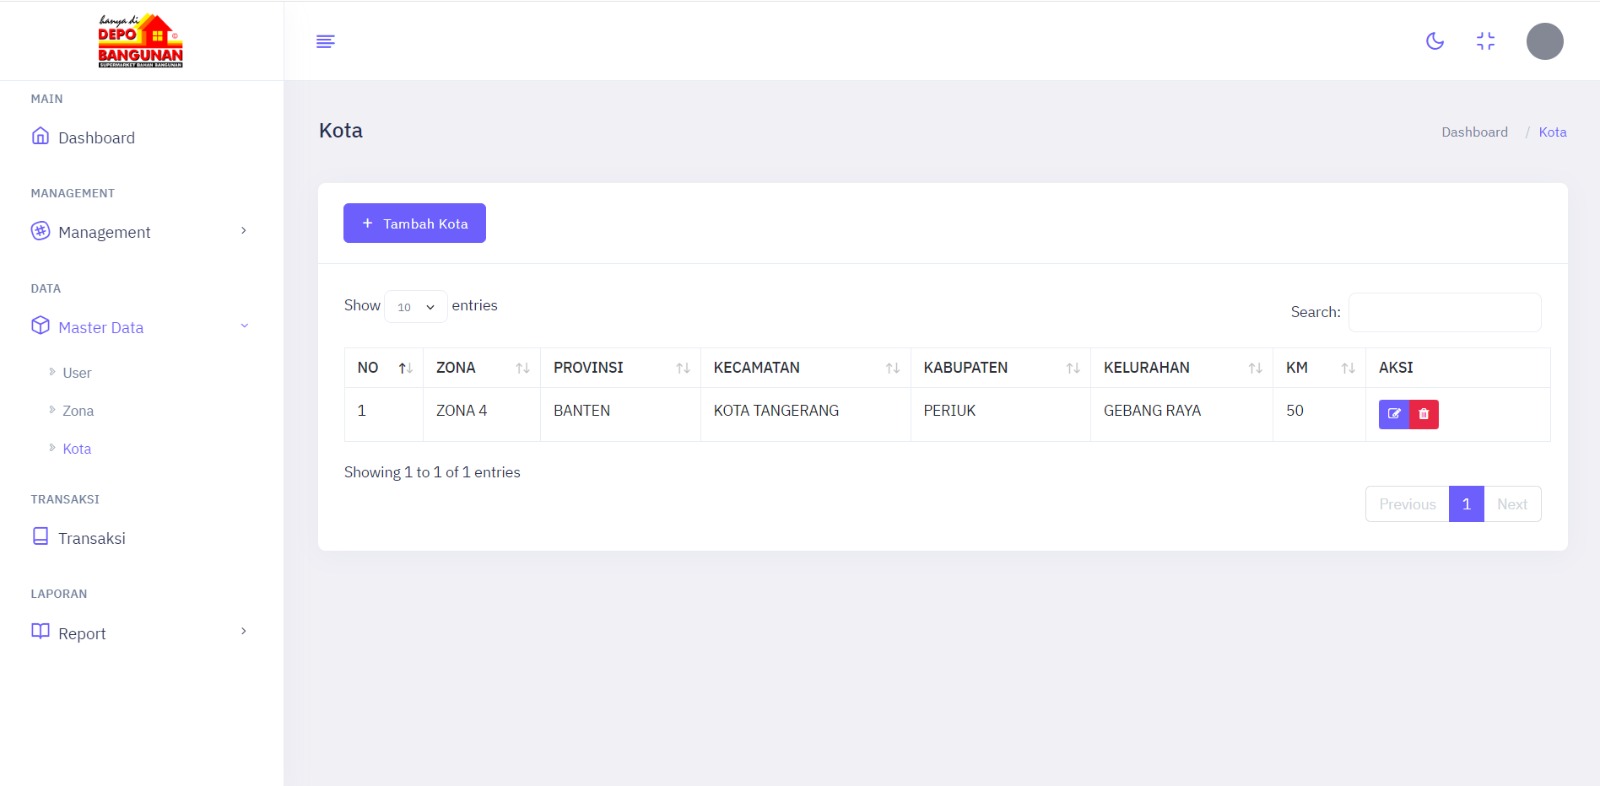 hanya di
DEPO
BANGUNAN
SUPERMARKET BAHAN BANGUNAN
MAIN
Dashboard
MANAGEMENT
Management
DATA
Master Data
User
Zona
Kota
TRANSAKSI
Transaksi
LAPORAN
Report
Kota
Dashboard / Kota
+ Tambah Kota
Show 10 entries
Search:
NO ZONA PROVINSI KECAMATAN KABUPATEN KELURAHAN KM AKSI
1 ZONA 4 BANTEN KOTA TANGERANG PERIUK GEBANG RAYA 50
Showing 1 to 1 of 1 entries
Previous 1 Next